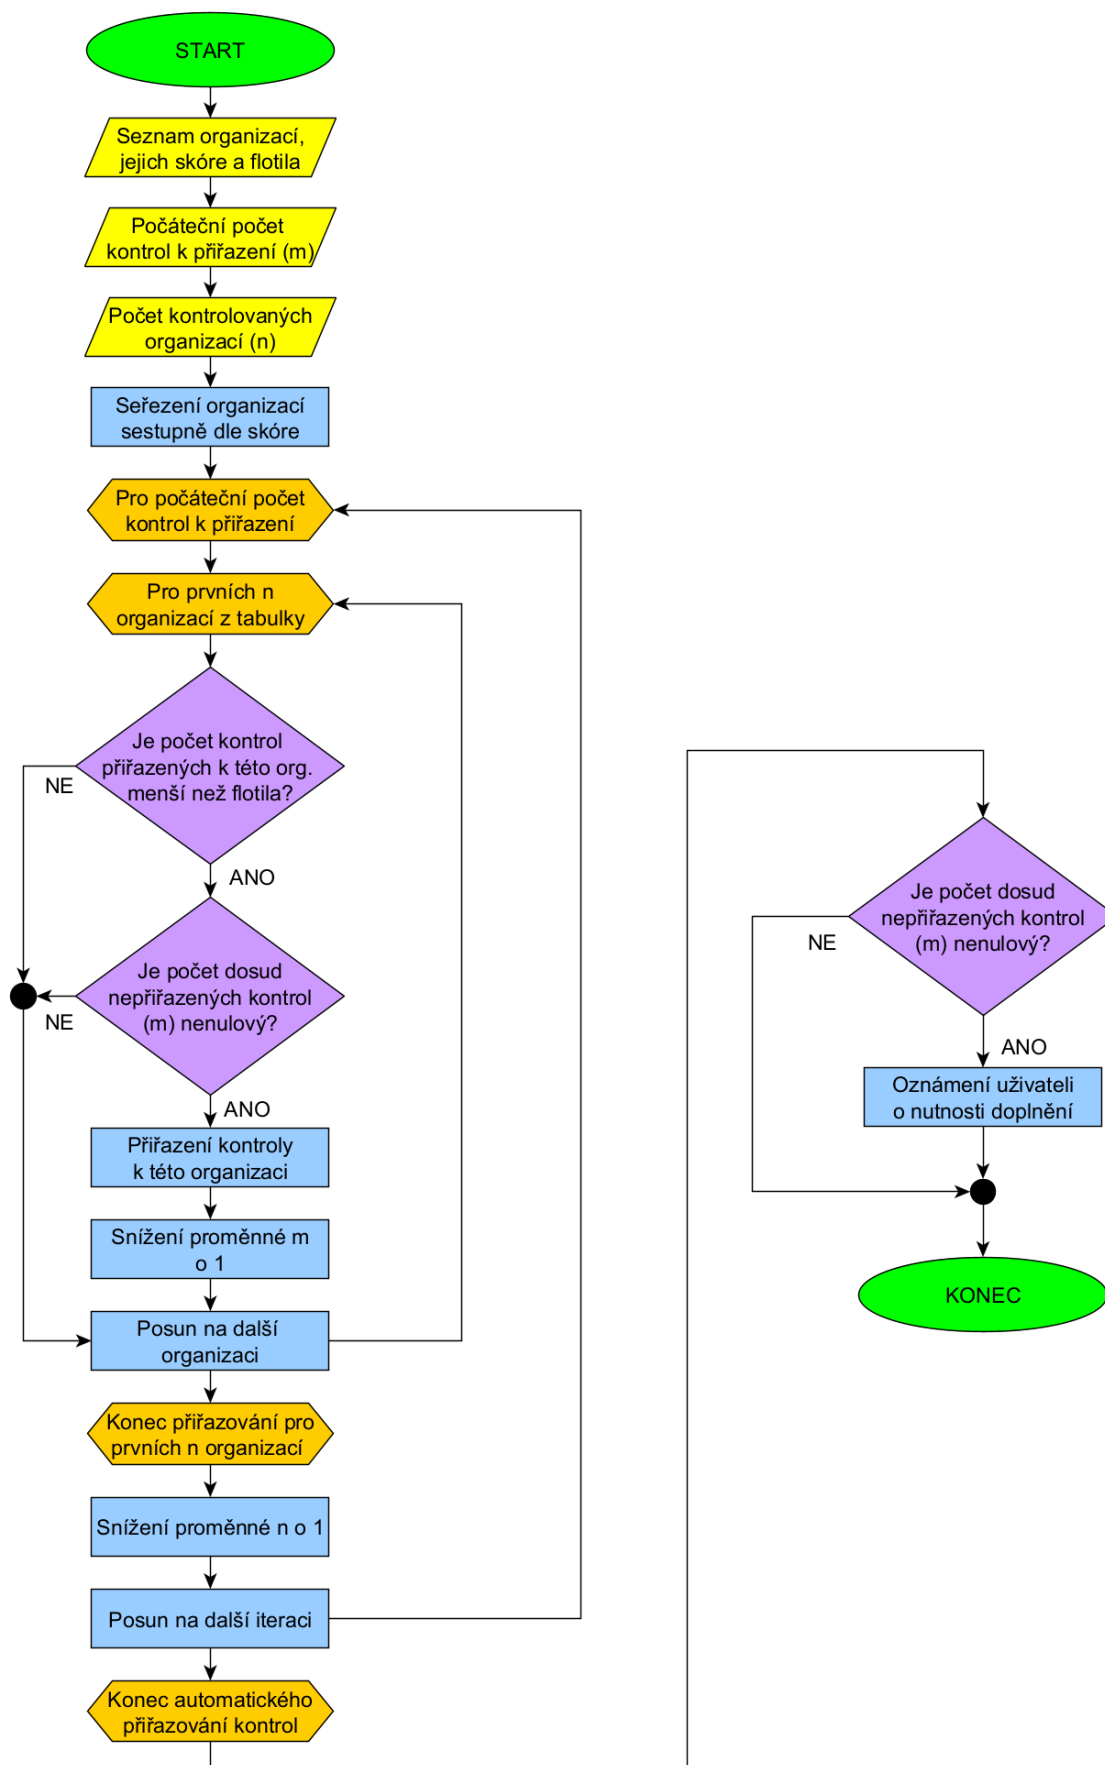 START
Seznam organizací,
jejich skóre a flotila
Počáteční počet
kontrol k přiřazení (m)
Počet kontrolovaných
organizací (n)
Seřezení organizací
sestupně dle skóre
Pro počáteční počet
kontrol k přiřazení
Pro prvních n
organizací z tabulky
Je počet kontrol
přiřazených k této org.
menší než flotila?
NE
ANO
Je počet dosud
nepřiřazených kontrol
(m) nenulový?
NE
ANO
Přiřazení kontroly
k této organizaci
Snížení proměnné m
o 1
Posun na další
organizaci
Konec přiřazování pro
prvních n organizací
Snížení proměnné n o 1
Posun na další iteraci
Konec automatického
přiřazování kontrol
Je počet dosud
nepřiřazených kontrol
(m) nenulový?
NE
ANO
Oznámení uživateli
o nutnosti doplnění
KONEC